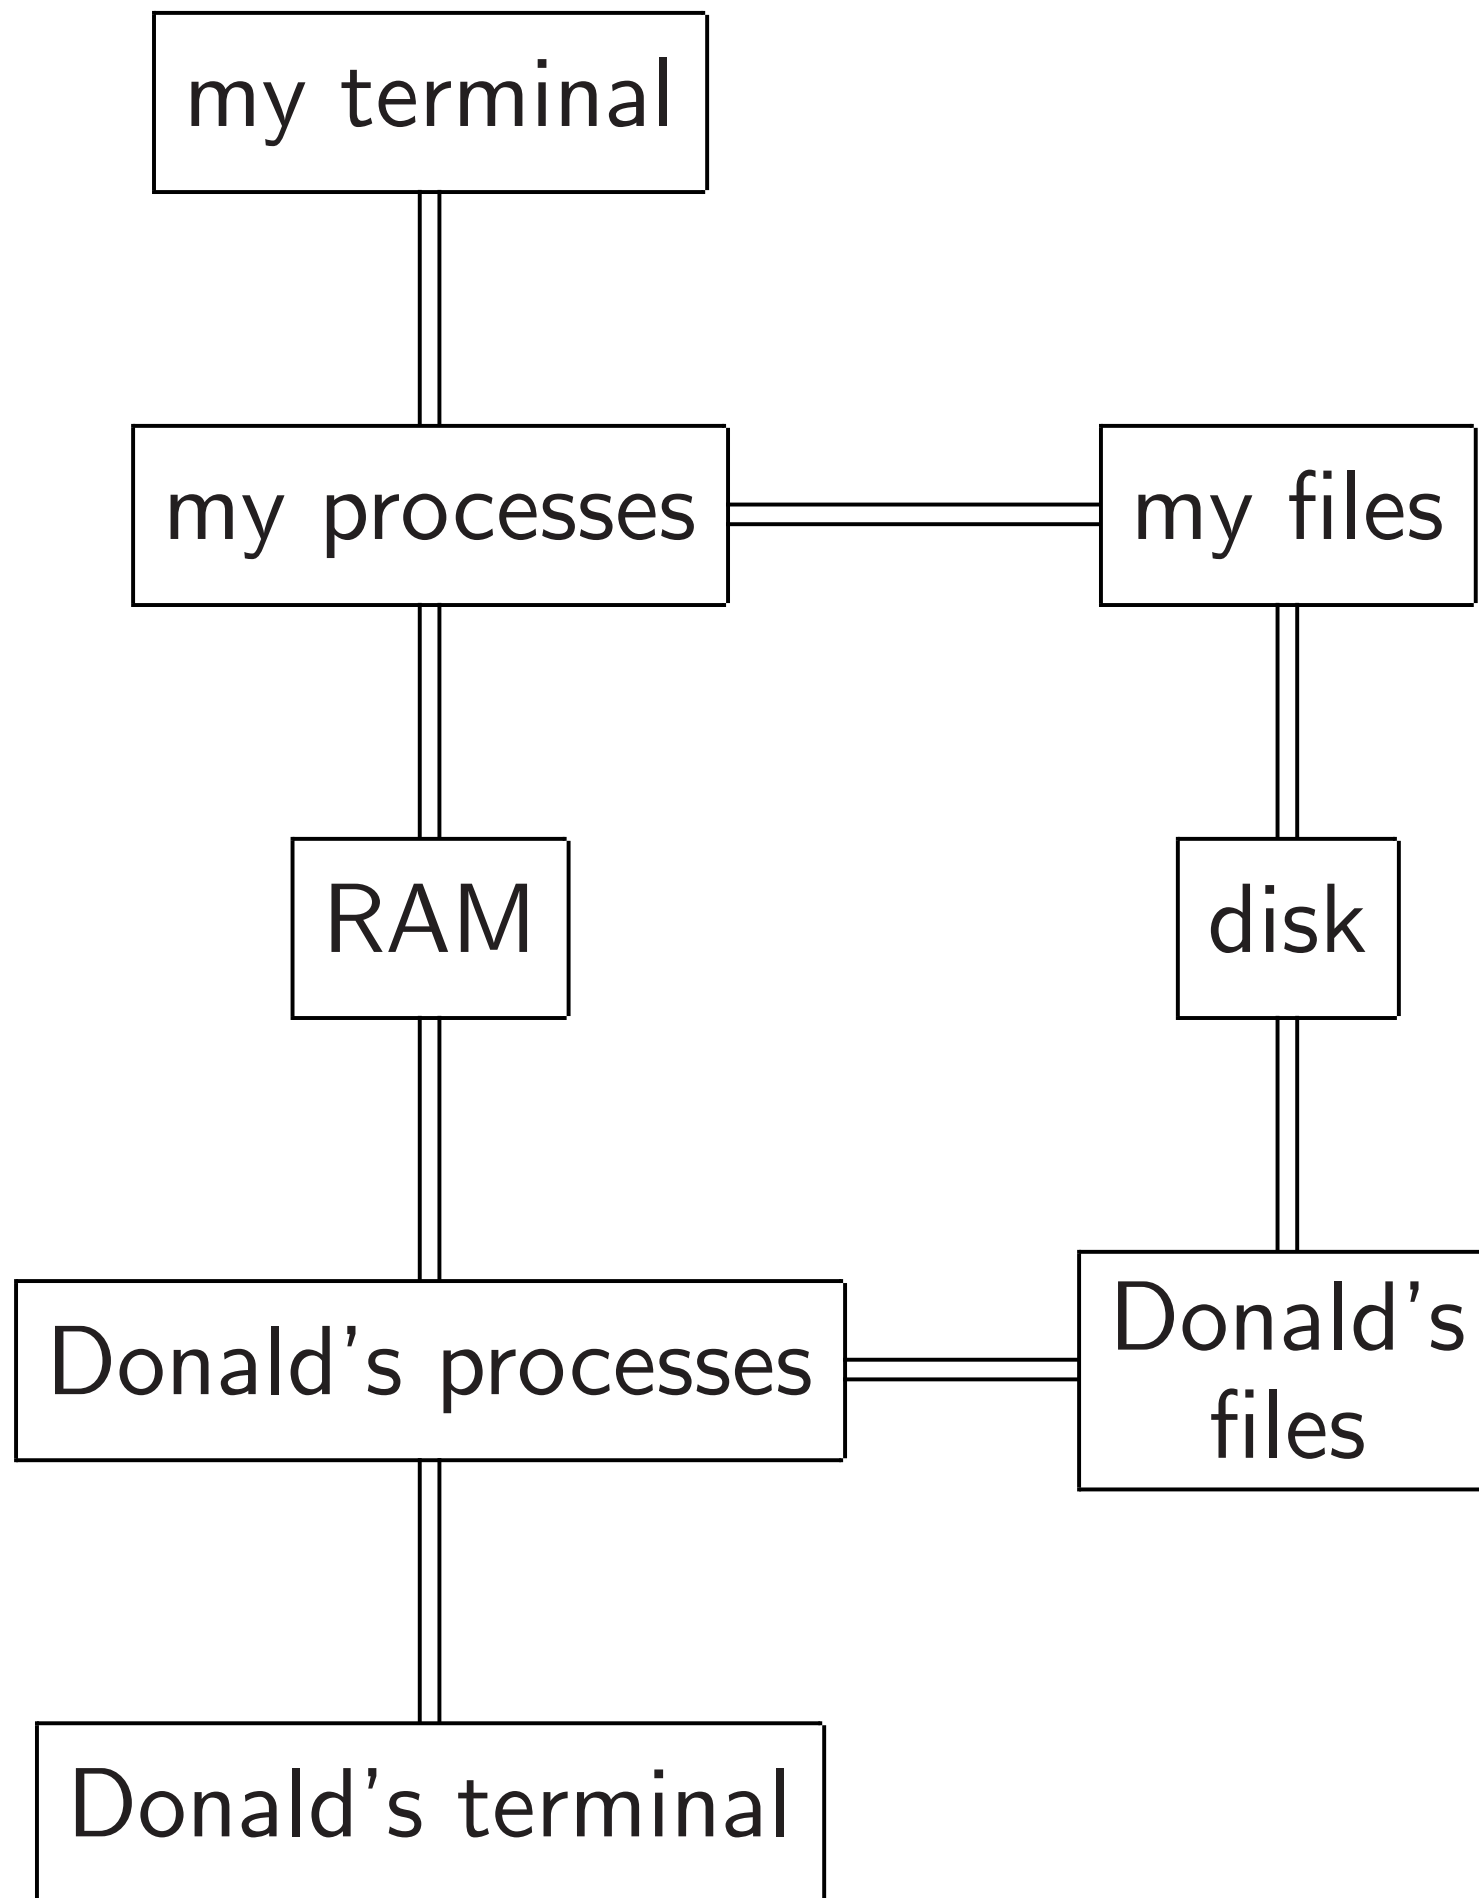 my terminal
my processes
my files
RAM
disk
Donald’s processes
Donald’s
files
Donald’s terminal